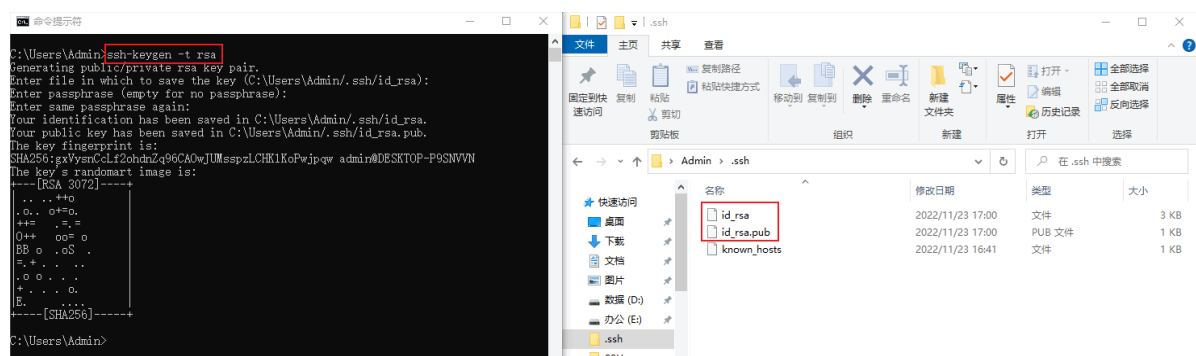 命令提示符
C:\Users\Admin>ssh-keygen -t rsa
Generating public/private rsa key pair.
Enter file in which to save the key (C:\Users\Admin/.ssh/id_rsa):
Enter passphrase (empty for no passphrase):
Enter same passphrase again:
Your identification has been saved in C:\Users\Admin/.ssh/id_rsa.
Your public key has been saved in C:\Users\Admin/.ssh/id_rsa.pub.
The key fingerprint is:
SHA256:gxVysnCcLf2ohdnZq96CAOwJUMsspzLCHK1KoPwjpqw admin@DESKTOP-P9SNVVN
The key's randomart image is:
+---[RSA 3072]----+
| .. ..++o |
|.o.. o+=o. |
|++= .=.= |
|O++ oo= o |
|BB o .oS . |
|=.+ . . .. |
|.o o . . . |
|+ . . . o. |
|E. .... |
+----[SHA256]-----+
C:\Users\Admin>
.ssh
文件 主页 共享 查看
固定到快速访问
复制
粘贴
复制路径
粘贴快捷方式
剪切
剪贴板
移动到
复制到
删除
重命名
组织
新建文件夹
新建
属性
打开
编辑
历史记录
打开
全部选择
全部取消
反向选择
选择
Admin > .ssh
在 .ssh 中搜索
快速访问
桌面
下载
文档
图片
数据 (D:)
办公 (E:)
.ssh
名称 修改日期 类型 大小
id_rsa 2022/11/23 17:00 文件 3 KB
id_rsa.pub 2022/11/23 17:00 PUB 文件 1 KB
known_hosts 2022/11/23 16:41 文件 1 KB